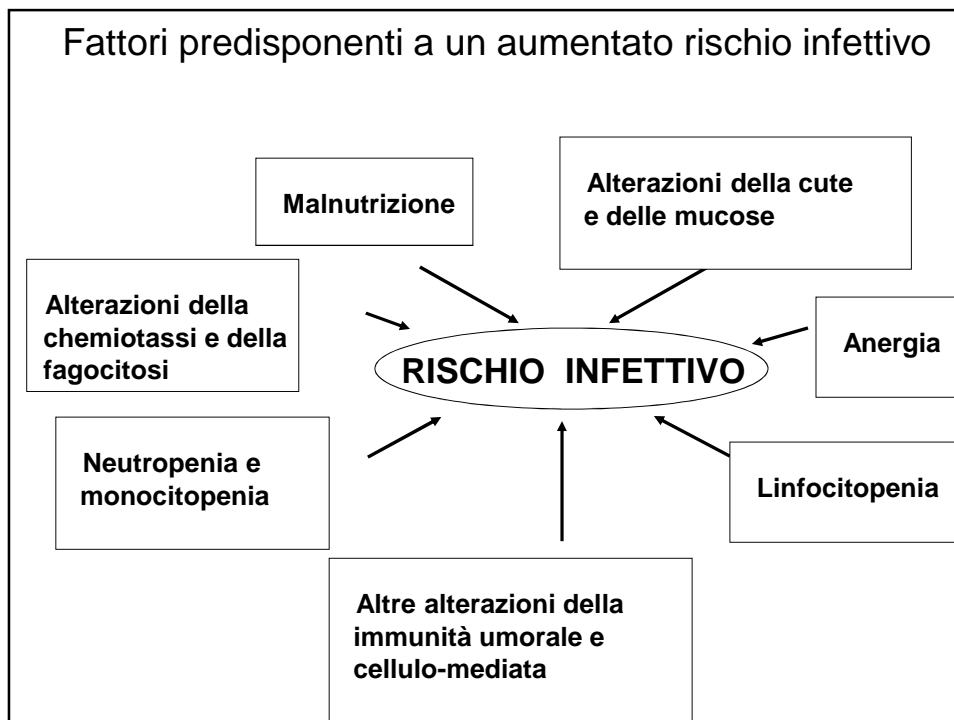 Fattori predisponenti a un aumentato rischio infettivo
Malnutrizione
Alterazioni della cute
e delle mucose
Alterazioni della
chemiotassi e della
fagocitosi
Anergia
RISCHIO INFETTIVO
Neutropenia e
monocitopenia
Linfocitopenia
Altre alterazioni della
immunità umorale e
cellulo-mediata